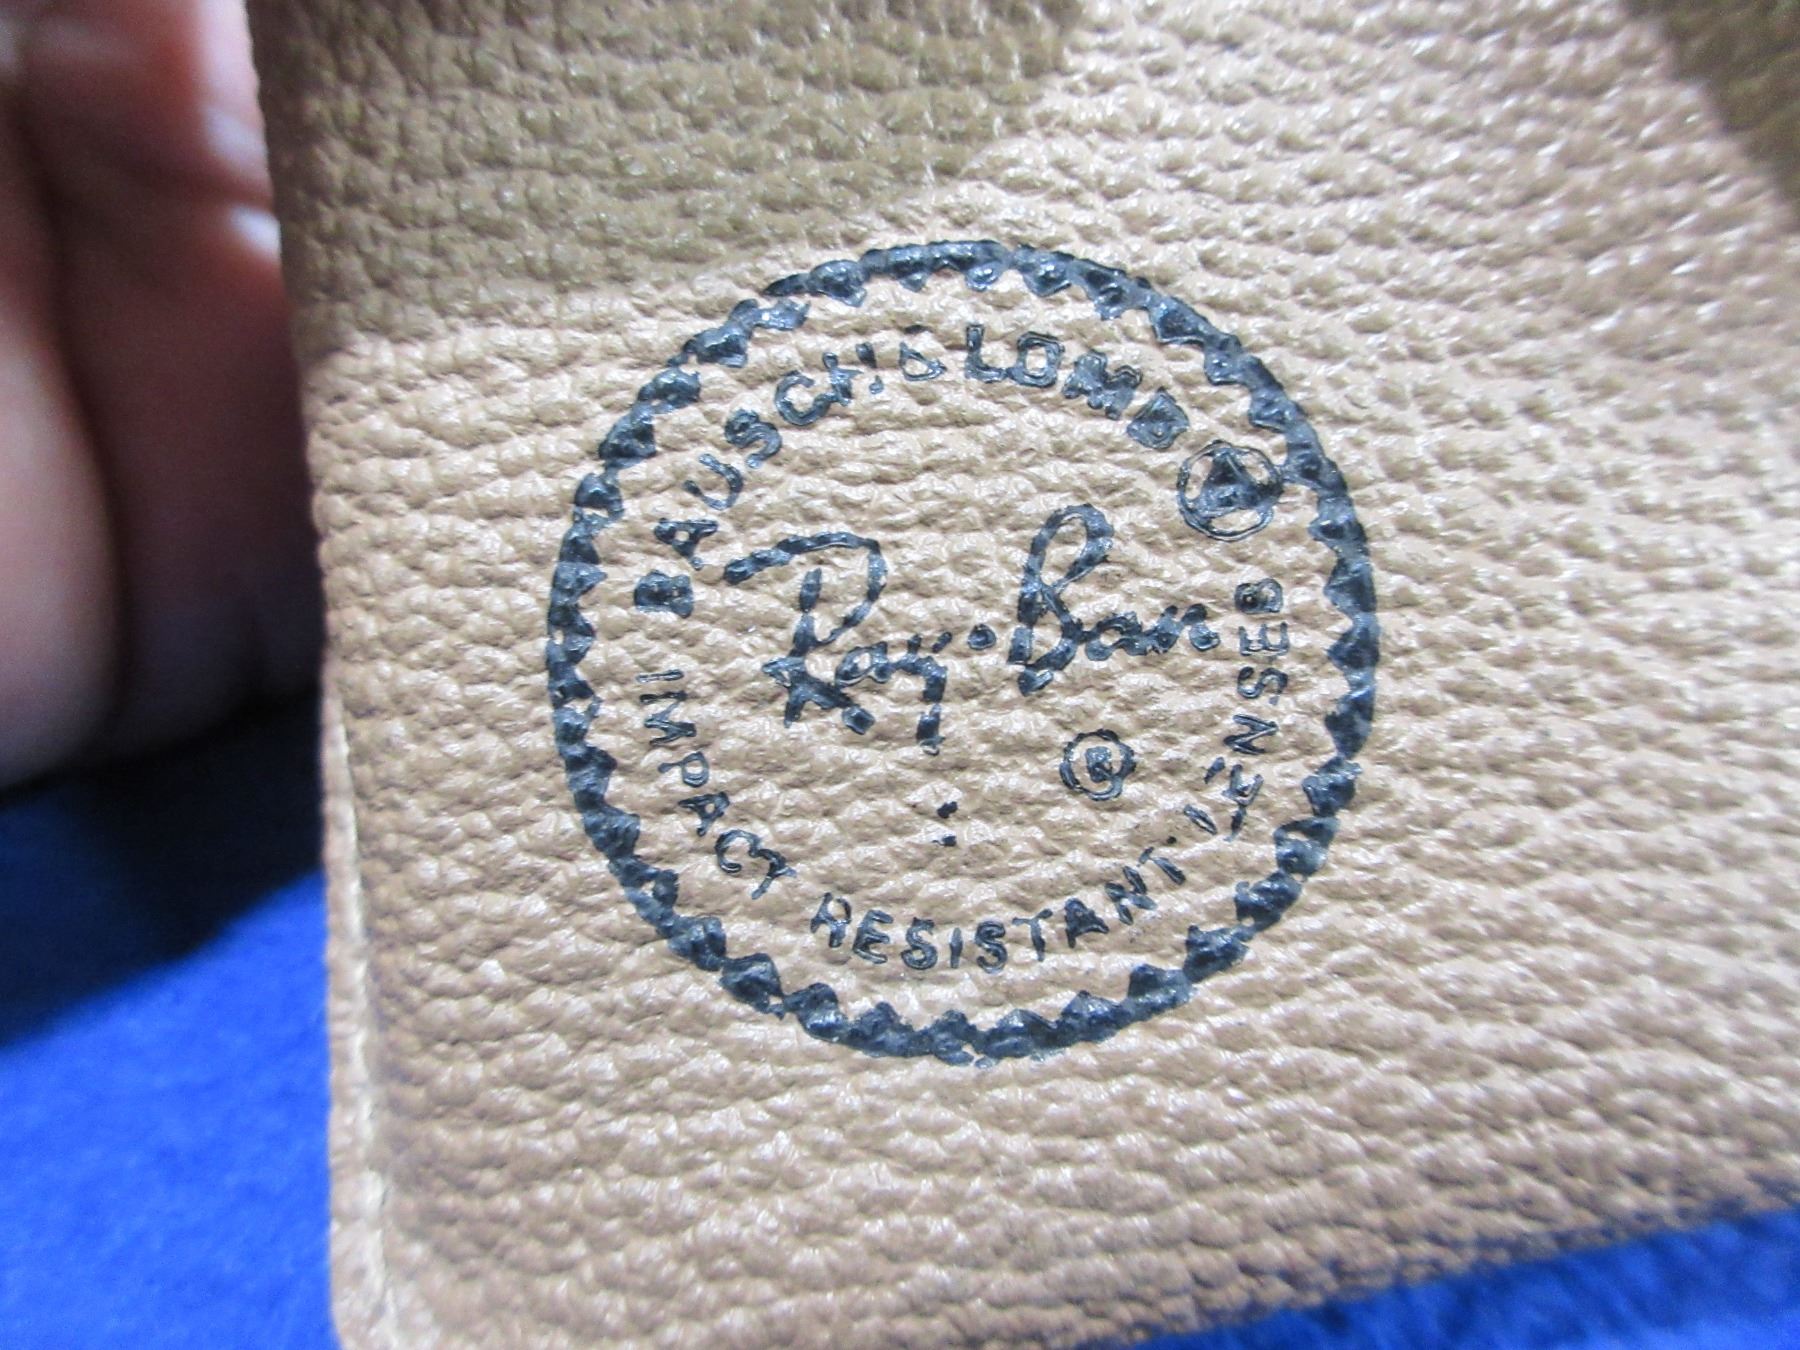 BAUSCH & LOMB
Ray-Ban
®
IMPACT RESISTANT LENSES